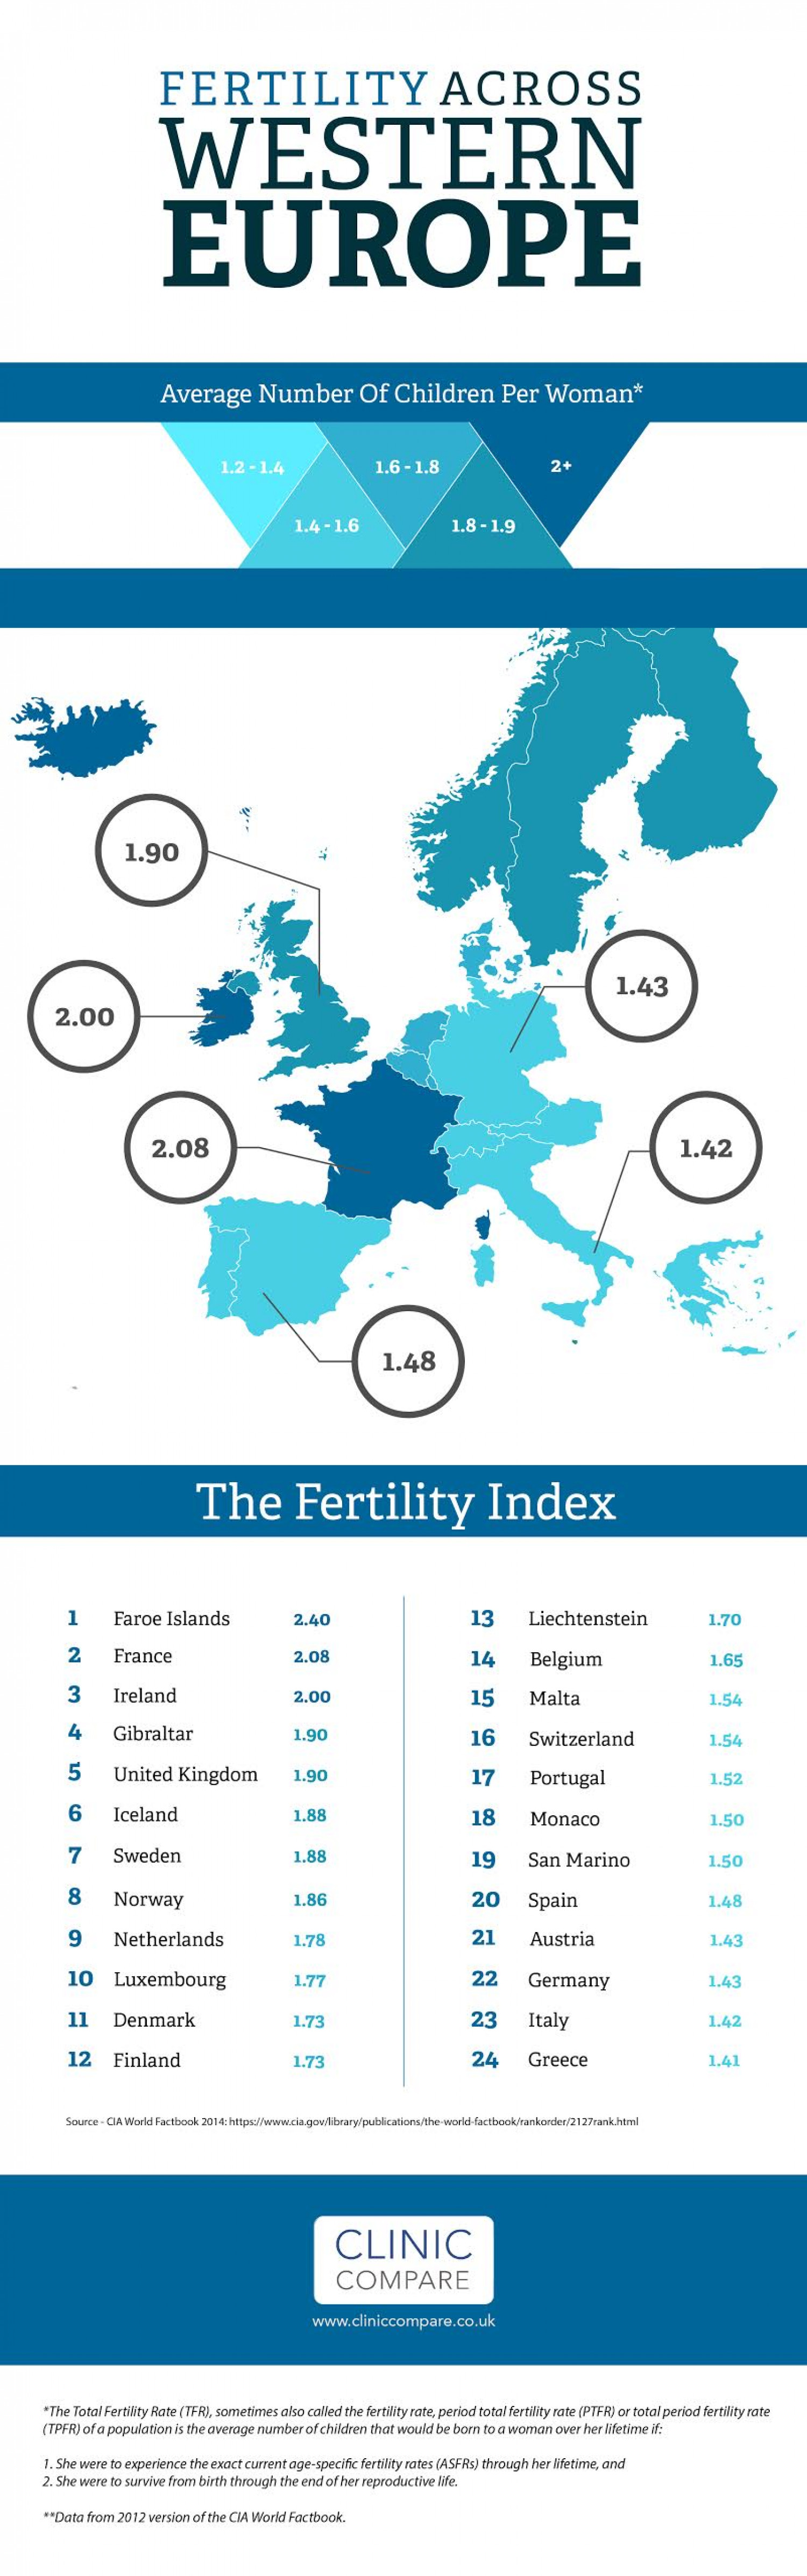 FERTILITY ACROSS
WESTERN
EUROPE
Average Number Of Children Per Woman*
1.2 - 1.4
1.6 - 1.8
2+
1.4 - 1.6
1.8 - 1.9
1.90
1.43
2.00
2.08
1.42
1.48
The Fertility Index
1 Faroe Islands 2.40
2 France 2.08
3 Ireland 2.00
4 Gibraltar 1.90
5 United Kingdom 1.90
6 Iceland 1.88
7 Sweden 1.88
8 Norway 1.86
9 Netherlands 1.78
10 Luxembourg 1.77
11 Denmark 1.73
12 Finland 1.73
13 Liechtenstein 1.70
14 Belgium 1.65
15 Malta 1.54
16 Switzerland 1.54
17 Portugal 1.52
18 Monaco 1.50
19 San Marino 1.50
20 Spain 1.48
21 Austria 1.43
22 Germany 1.43
23 Italy 1.42
24 Greece 1.41
Source - CIA World Factbook 2014: https://www.cia.gov/library/publications/the-world-factbook/rankorder/2127rank.html
CLINIC
COMPARE
www.cliniccompare.co.uk
*The Total Fertility Rate (TFR), sometimes also called the fertility rate, period total fertility rate (PTFR) or total period fertility rate
(TPFR) of a population is the average number of children that would be born to a woman over her lifetime if:
1. She were to experience the exact current age-specific fertility rates (ASFRs) through her lifetime, and
2. She were to survive from birth through the end of her reproductive life.
**Data from 2012 version of the CIA World Factbook.